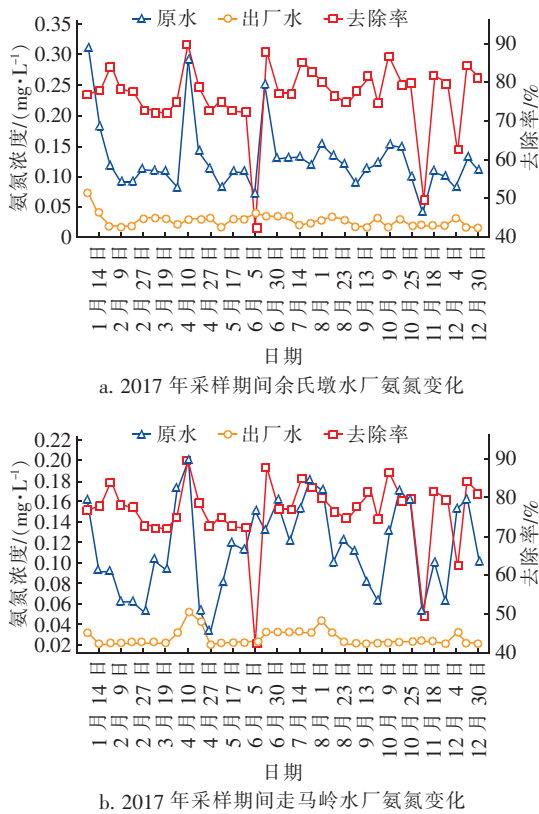 原水 出厂水 去除率
氨氮浓度/(mg·L⁻¹)
0.35
0.30
0.25
0.20
0.15
0.10
0.05
0
90
80
70
60
50
40
去除率/%
1月14日
2月9日
2月27日
3月19日
4月10日
4月27日
5月17日
6月5日
6月30日
7月14日
8月1日
8月23日
9月13日
10月9日
10月25日
11月18日
12月4日
12月30日
日期
a. 2017年采样期间余氏墩水厂氨氮变化
原水 出厂水 去除率
氨氮浓度/(mg·L⁻¹)
0.22
0.20
0.18
0.16
0.14
0.12
0.10
0.08
0.06
0.04
0.02
90
80
70
60
50
40
去除率/%
1月14日
2月9日
2月27日
3月19日
4月10日
4月27日
5月17日
6月5日
6月30日
7月14日
8月1日
8月23日
9月13日
10月9日
10月25日
11月18日
12月4日
12月30日
日期
b. 2017年采样期间走马岭水厂氨氮变化